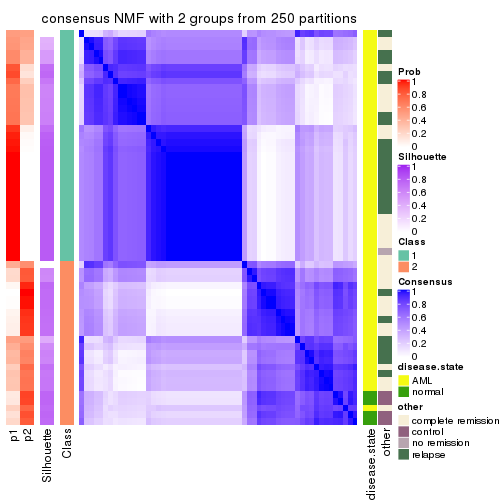 consensus NMF with 2 groups from 250 partitions
Prob
1
0.8
0.6
0.4
0.2
0
Silhouette
1
0.8
0.6
0.4
0.2
0
Class
1
2
Consensus
1
0.8
0.6
0.4
0.2
0
disease.state
AML
normal
other
complete remission
control
no remission
relapse
p1
p2
Silhouette
Class
disease.state
other